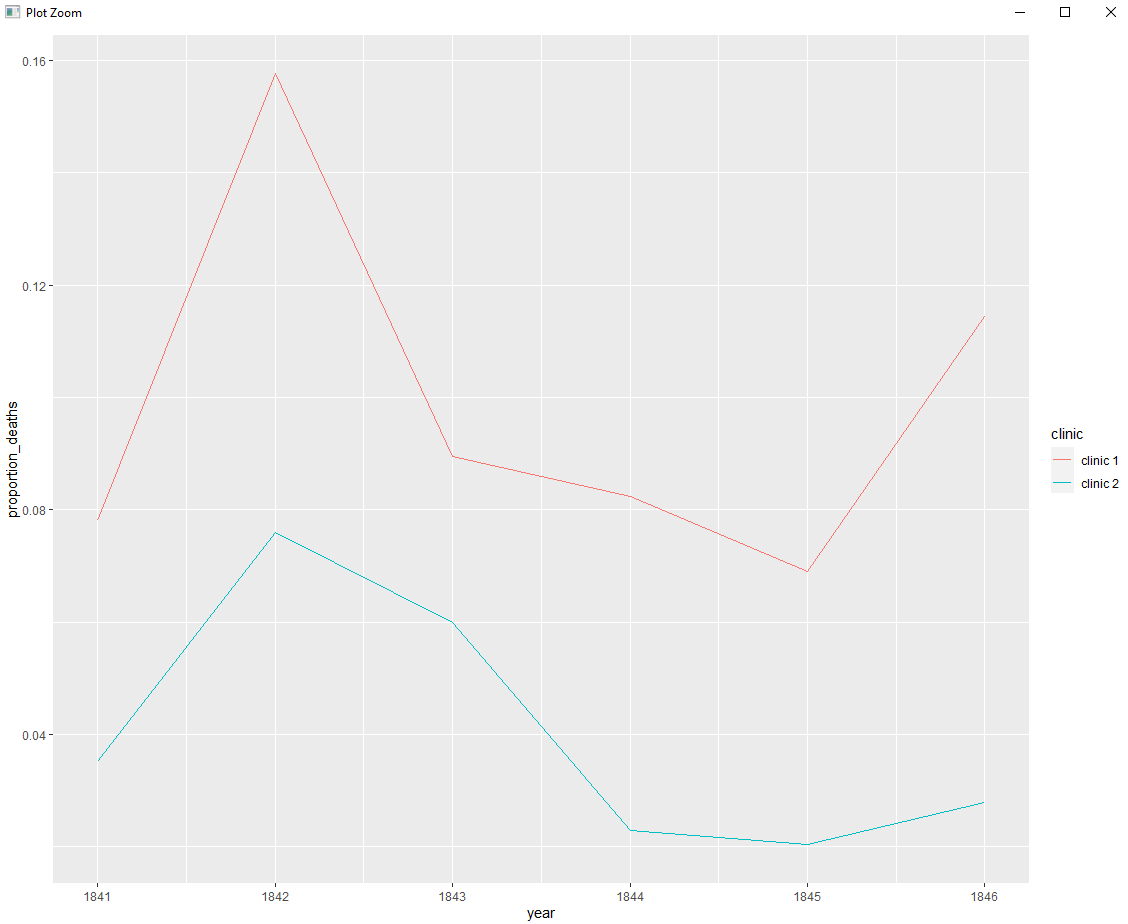 Plot Zoom
0.16
0.12
0.08
0.04
proportion_deaths
1841 1842 1843 1844 1845 1846
year
clinic
clinic 1
clinic 2